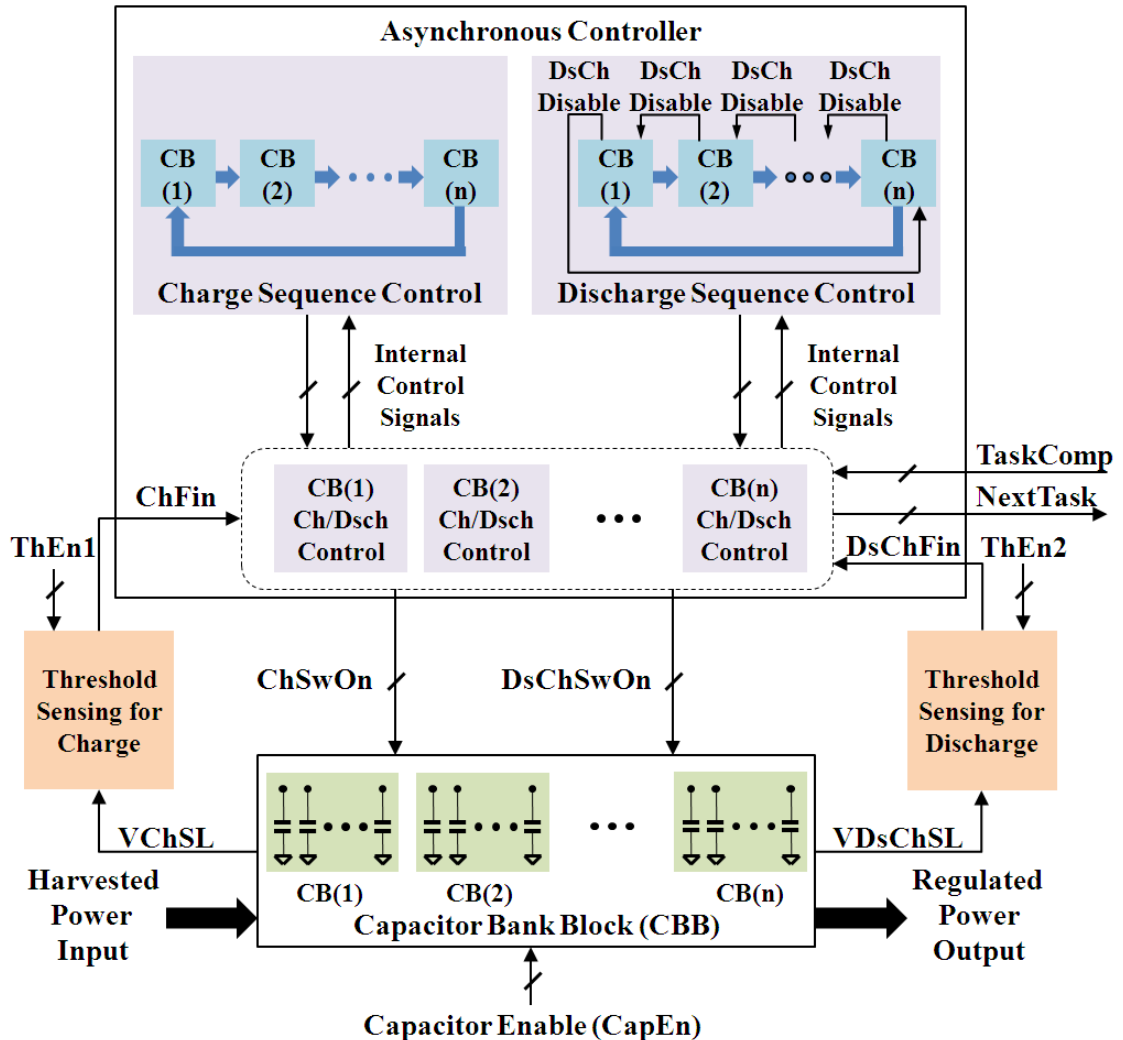 Asynchronous Controller
CB
(1)
CB
(2)
CB
(n)
Charge Sequence Control
DsCh
Disable
DsCh
Disable
DsCh
Disable
DsCh
Disable
CB
(1)
CB
(2)
CB
(n)
Discharge Sequence Control
Internal
Control
Signals
Internal
Control
Signals
ChFin
CB(1)
Ch/Dsch
Control
CB(2)
Ch/Dsch
Control
CB(n)
Ch/Dsch
Control
TaskComp
NextTask
DsChFin
ThEn1
ThEn2
Threshold
Sensing for
Charge
ChSwOn
DsChSwOn
Threshold
Sensing for
Discharge
VChSL
VDsChSL
CB(1)
CB(2)
CB(n)
Capacitor Bank Block (CBB)
Harvested
Power
Input
Regulated
Power
Output
Capacitor Enable (CapEn)